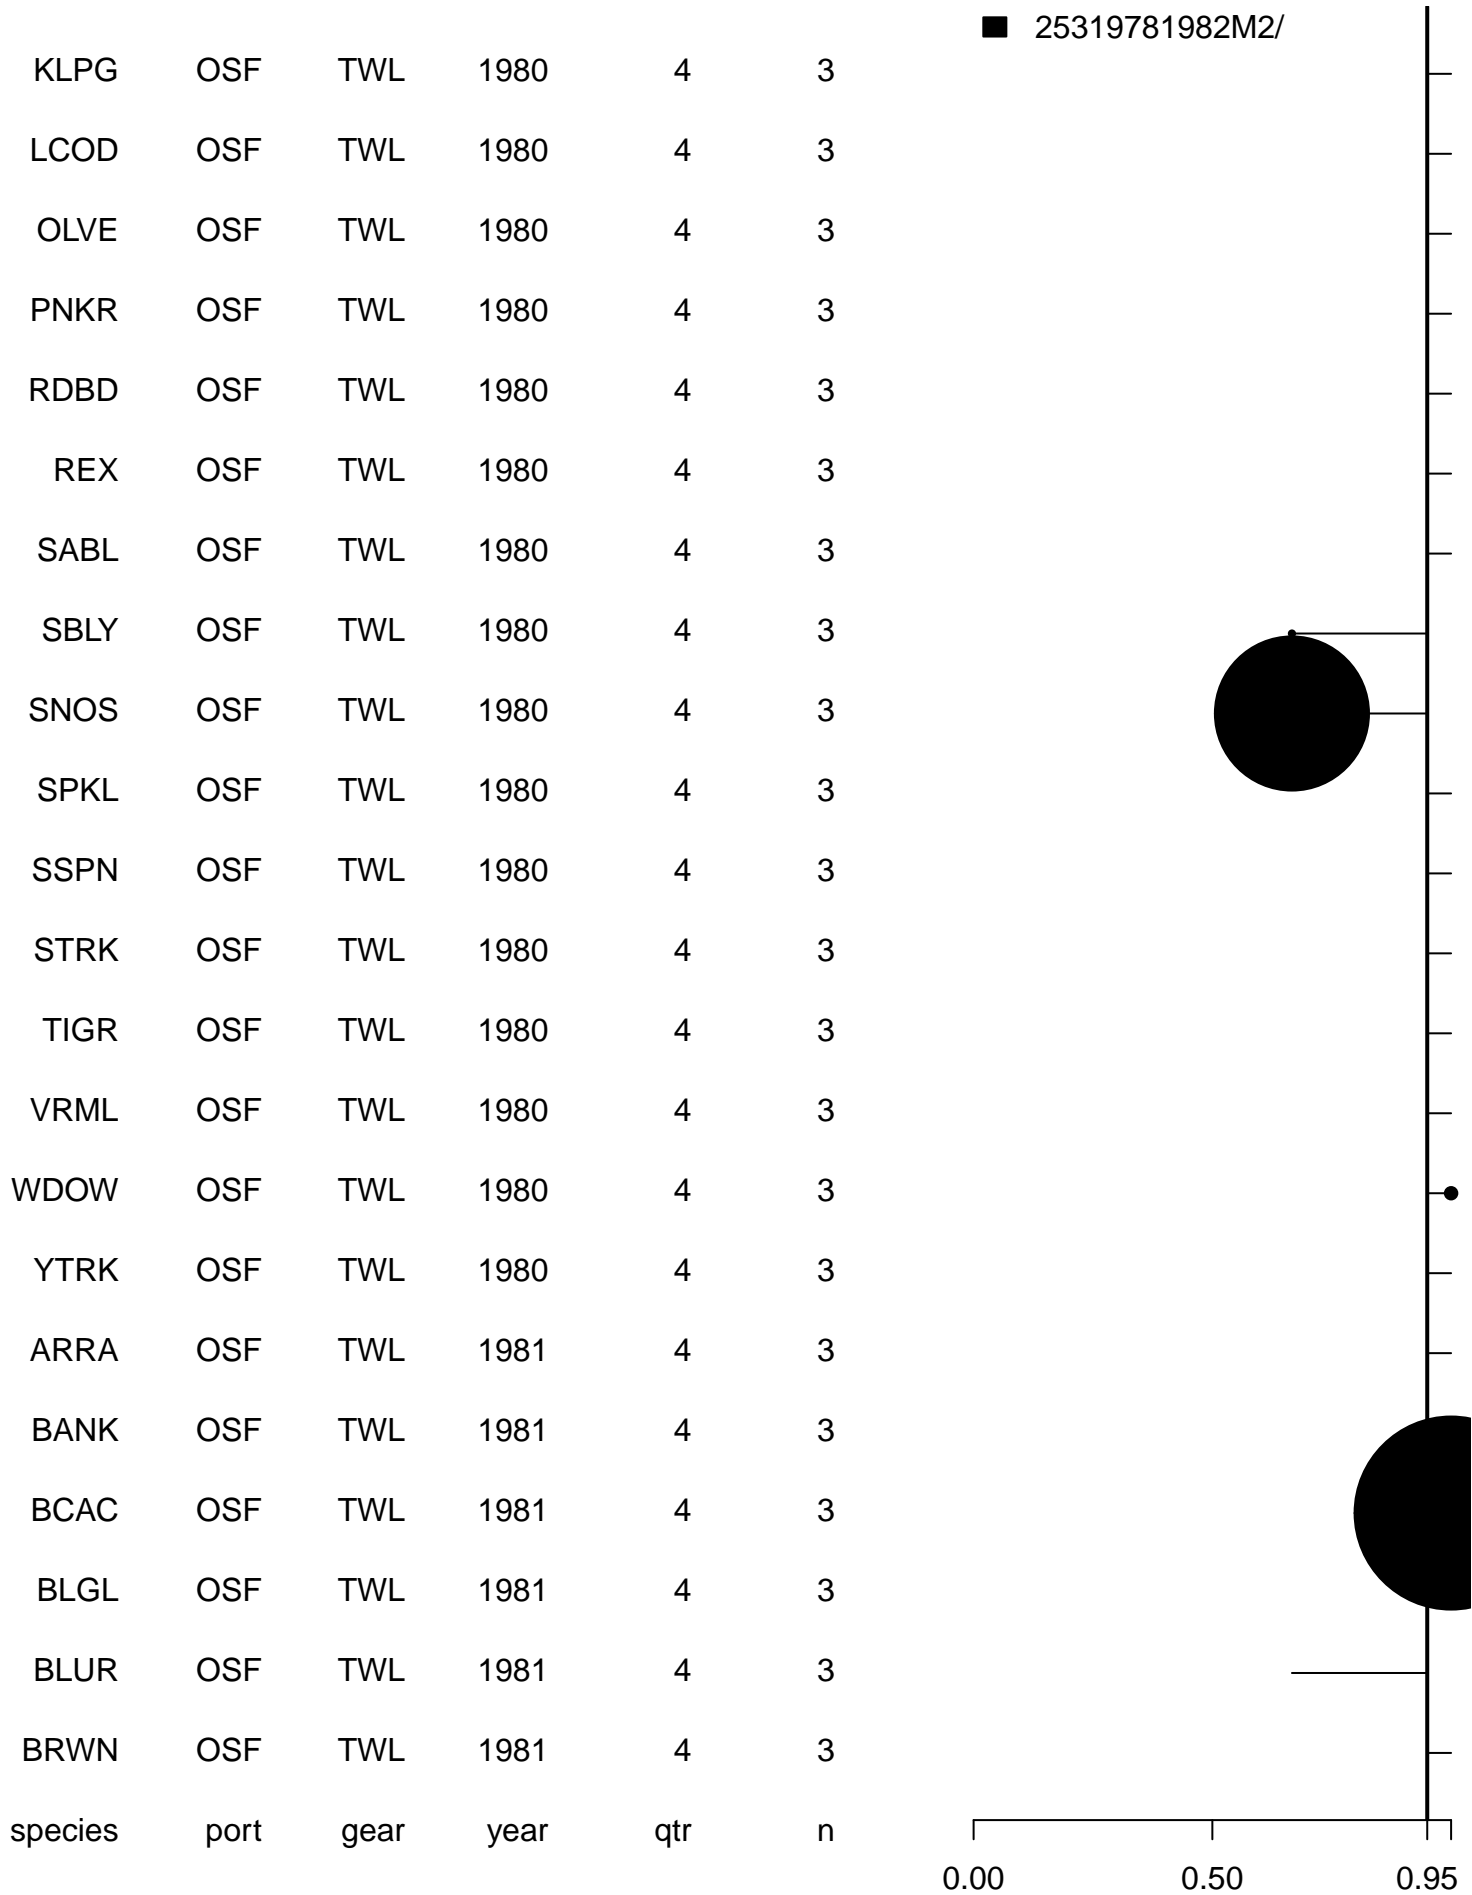 25319781982M2/
KLPG OSF TWL 1980 4 3
LCOD OSF TWL 1980 4 3
OLVE OSF TWL 1980 4 3
PNKR OSF TWL 1980 4 3
RDBD OSF TWL 1980 4 3
REX OSF TWL 1980 4 3
SABL OSF TWL 1980 4 3
SBLY OSF TWL 1980 4 3
SNOS OSF TWL 1980 4 3
SPKL OSF TWL 1980 4 3
SSPN OSF TWL 1980 4 3
STRK OSF TWL 1980 4 3
TIGR OSF TWL 1980 4 3
VRML OSF TWL 1980 4 3
WDOW OSF TWL 1980 4 3
YTRK OSF TWL 1980 4 3
ARRA OSF TWL 1981 4 3
BANK OSF TWL 1981 4 3
BCAC OSF TWL 1981 4 3
BLGL OSF TWL 1981 4 3
BLUR OSF TWL 1981 4 3
BRWN OSF TWL 1981 4 3
species port gear year qtr n
0.00 0.50 0.95